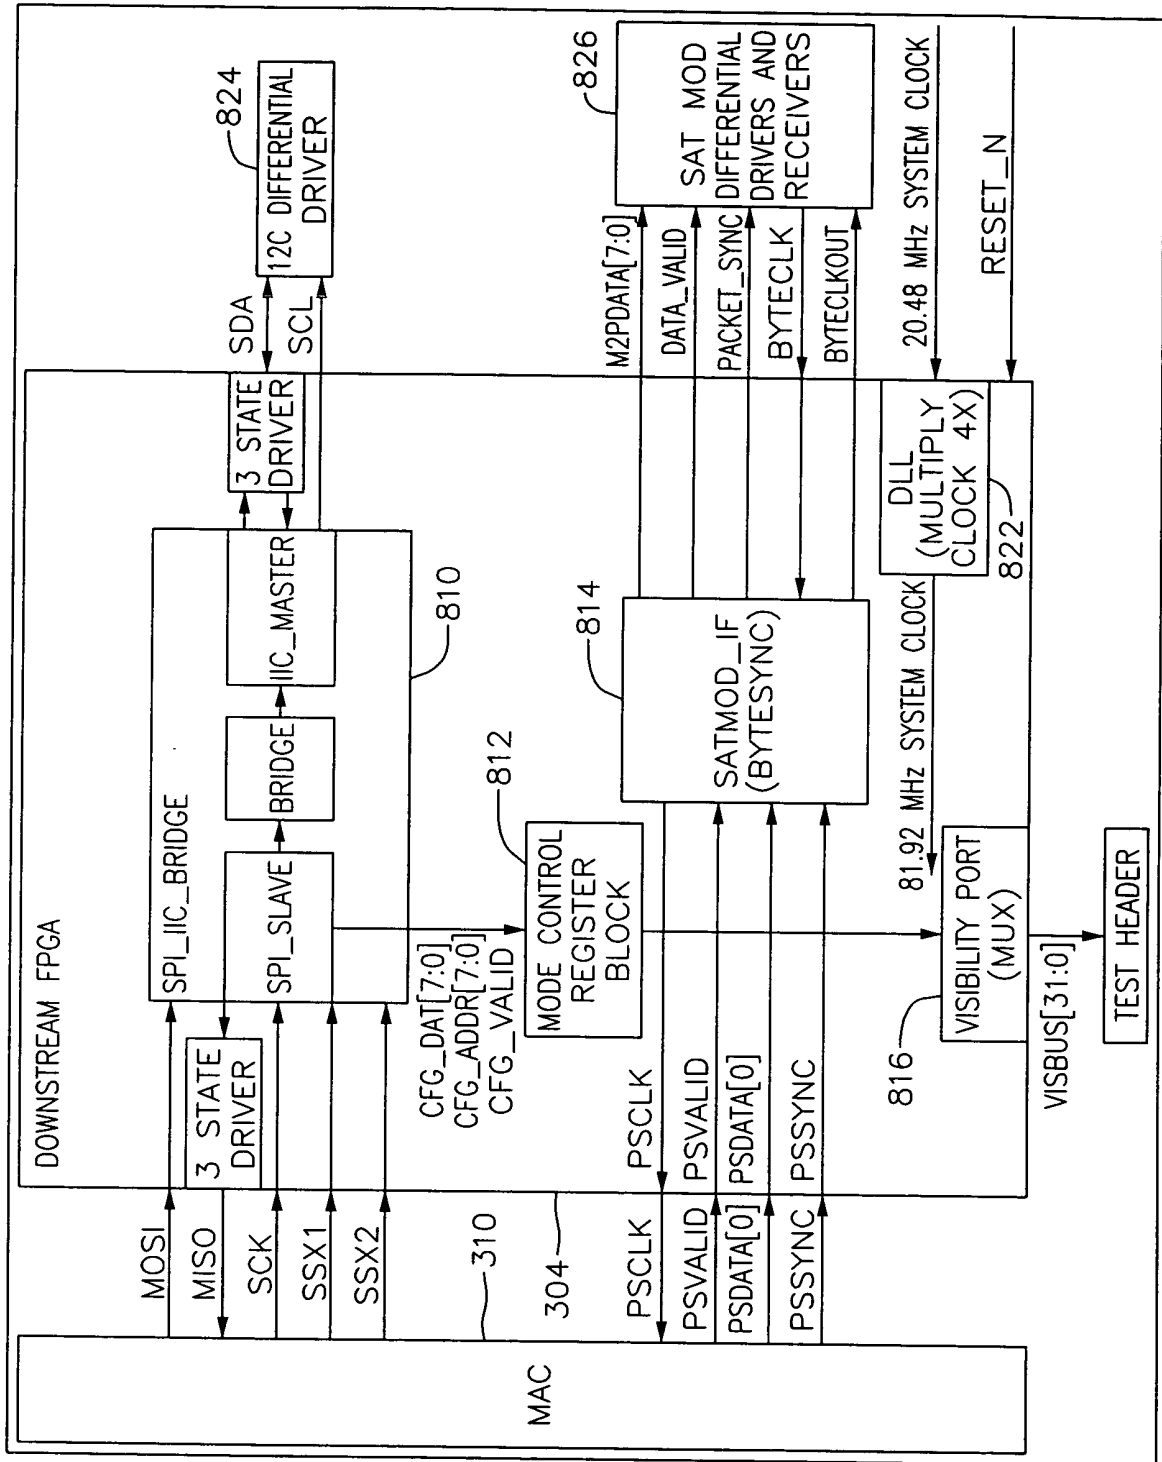 DOWNSTREAM FPGA
SPI_IIC_BRIDGE
SPI_SLAVE
BRIDGE
IIC_MASTER
810
3 STATE
DRIVER
3 STATE
DRIVER
SDA
SCL
12C DIFFERENTIAL
DRIVER
824
MOSI
MISO
SCK
SSX1
SSX2
310
304
MAC
CFG_DAT[7:0]
CFG_ADDR[7:0]
CFG_VALID
MODE CONTROL
REGISTER
BLOCK
812
PSCLK
PSVALID
PSDATA[0]
PSSYNC
PSCLK
PSVALID
PSDATA[0]
PSSYNC
SATMOD_IF
(BYTESYNC)
814
M2PDATA[7:0]
DATA_VALID
PACKET_SYNC
BYTECLK
BYTECLKOUT
SAT MOD
DIFFERENTIAL
DRIVERS AND
RECEIVERS
826
20.48 MHz SYSTEM CLOCK
RESET_N
DLL
(MULTIPLY
CLOCK 4X)
822
81.92 MHz SYSTEM CLOCK
VISIBILITY PORT
(MUX)
816
VISBUS[31:0]
TEST HEADER